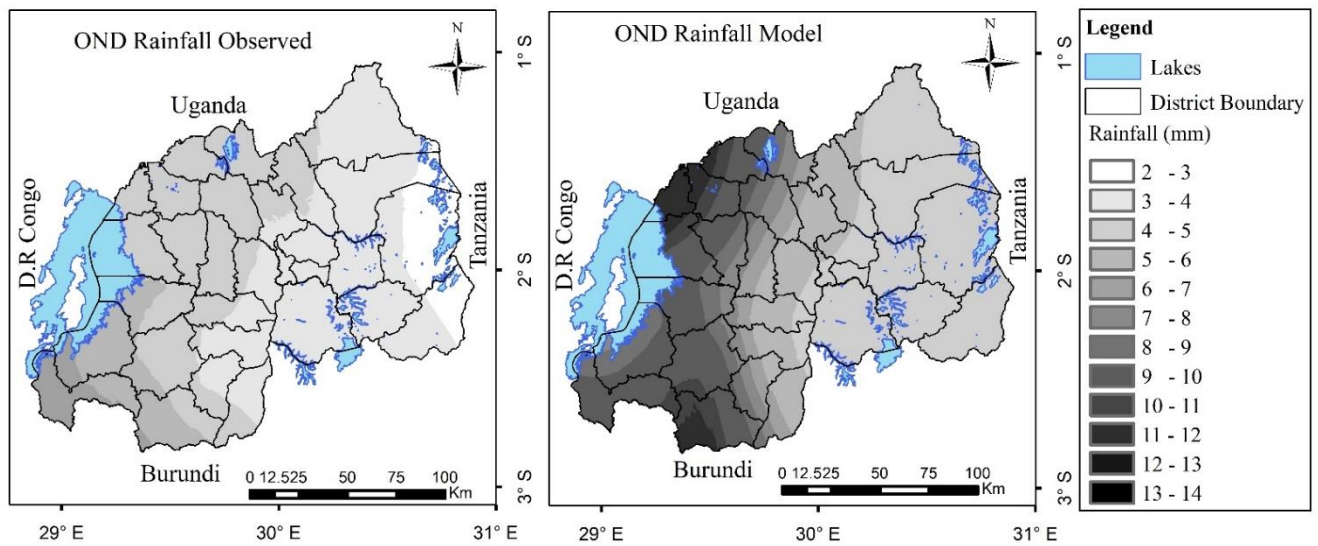 OND Rainfall Observed
N
Uganda
D.R Congo
Tanzania
Burundi
0 12.525 50 75 100
Km
1° S
2° S
3° S
29° E
30° E
31° E
OND Rainfall Model
N
Uganda
D.R Congo
Tanzania
Burundi
0 12.525 50 75 100
Km
1° S
2° S
3° S
29° E
30° E
31° E
Legend
Lakes
District Boundary
Rainfall (mm)
2 - 3
3 - 4
4 - 5
5 - 6
6 - 7
7 - 8
8 - 9
9 - 10
10 - 11
11 - 12
12 - 13
13 - 14